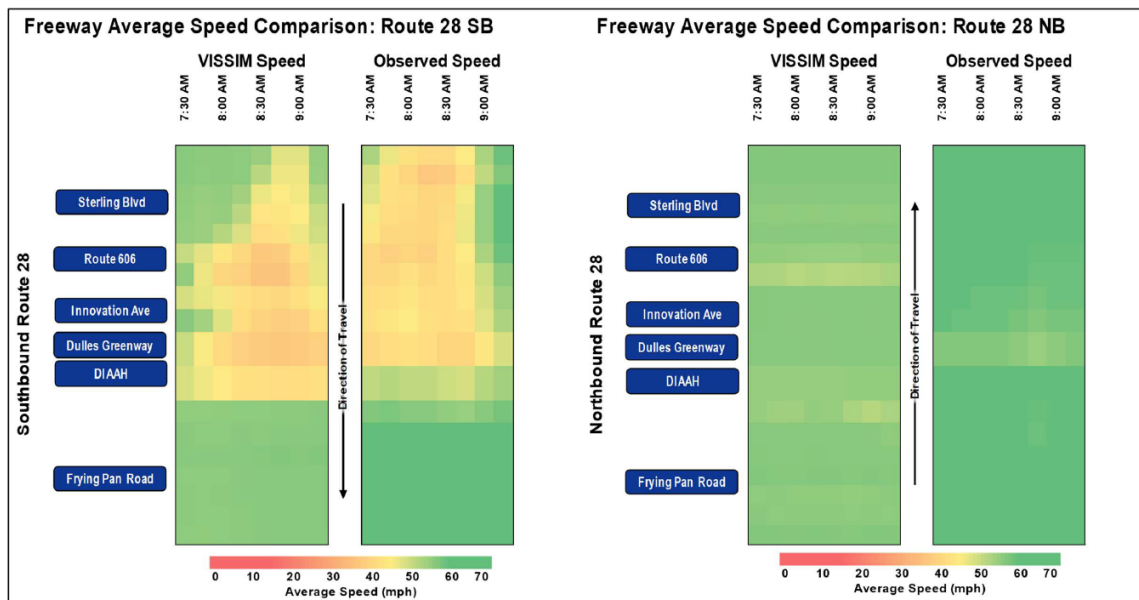 Freeway Average Speed Comparison: Route 28 SB
VISSIM Speed
Observed Speed
7:30 AM
8:00 AM
8:30 AM
9:00 AM
7:30 AM
8:00 AM
8:30 AM
9:00 AM
Southbound Route 28
Sterling Blvd
Route 606
Innovation Ave
Dulles Greenway
DIAAH
Frying Pan Road
Direction of Travel
0 10 20 30 40 50 60 70
Average Speed (mph)
Freeway Average Speed Comparison: Route 28 NB
VISSIM Speed
Observed Speed
7:30 AM
8:00 AM
8:30 AM
9:00 AM
7:30 AM
8:00 AM
8:30 AM
9:00 AM
Northbound Route 28
Sterling Blvd
Route 606
Innovation Ave
Dulles Greenway
DIAAH
Frying Pan Road
Direction of Travel
0 10 20 30 40 50 60 70
Average Speed (mph)